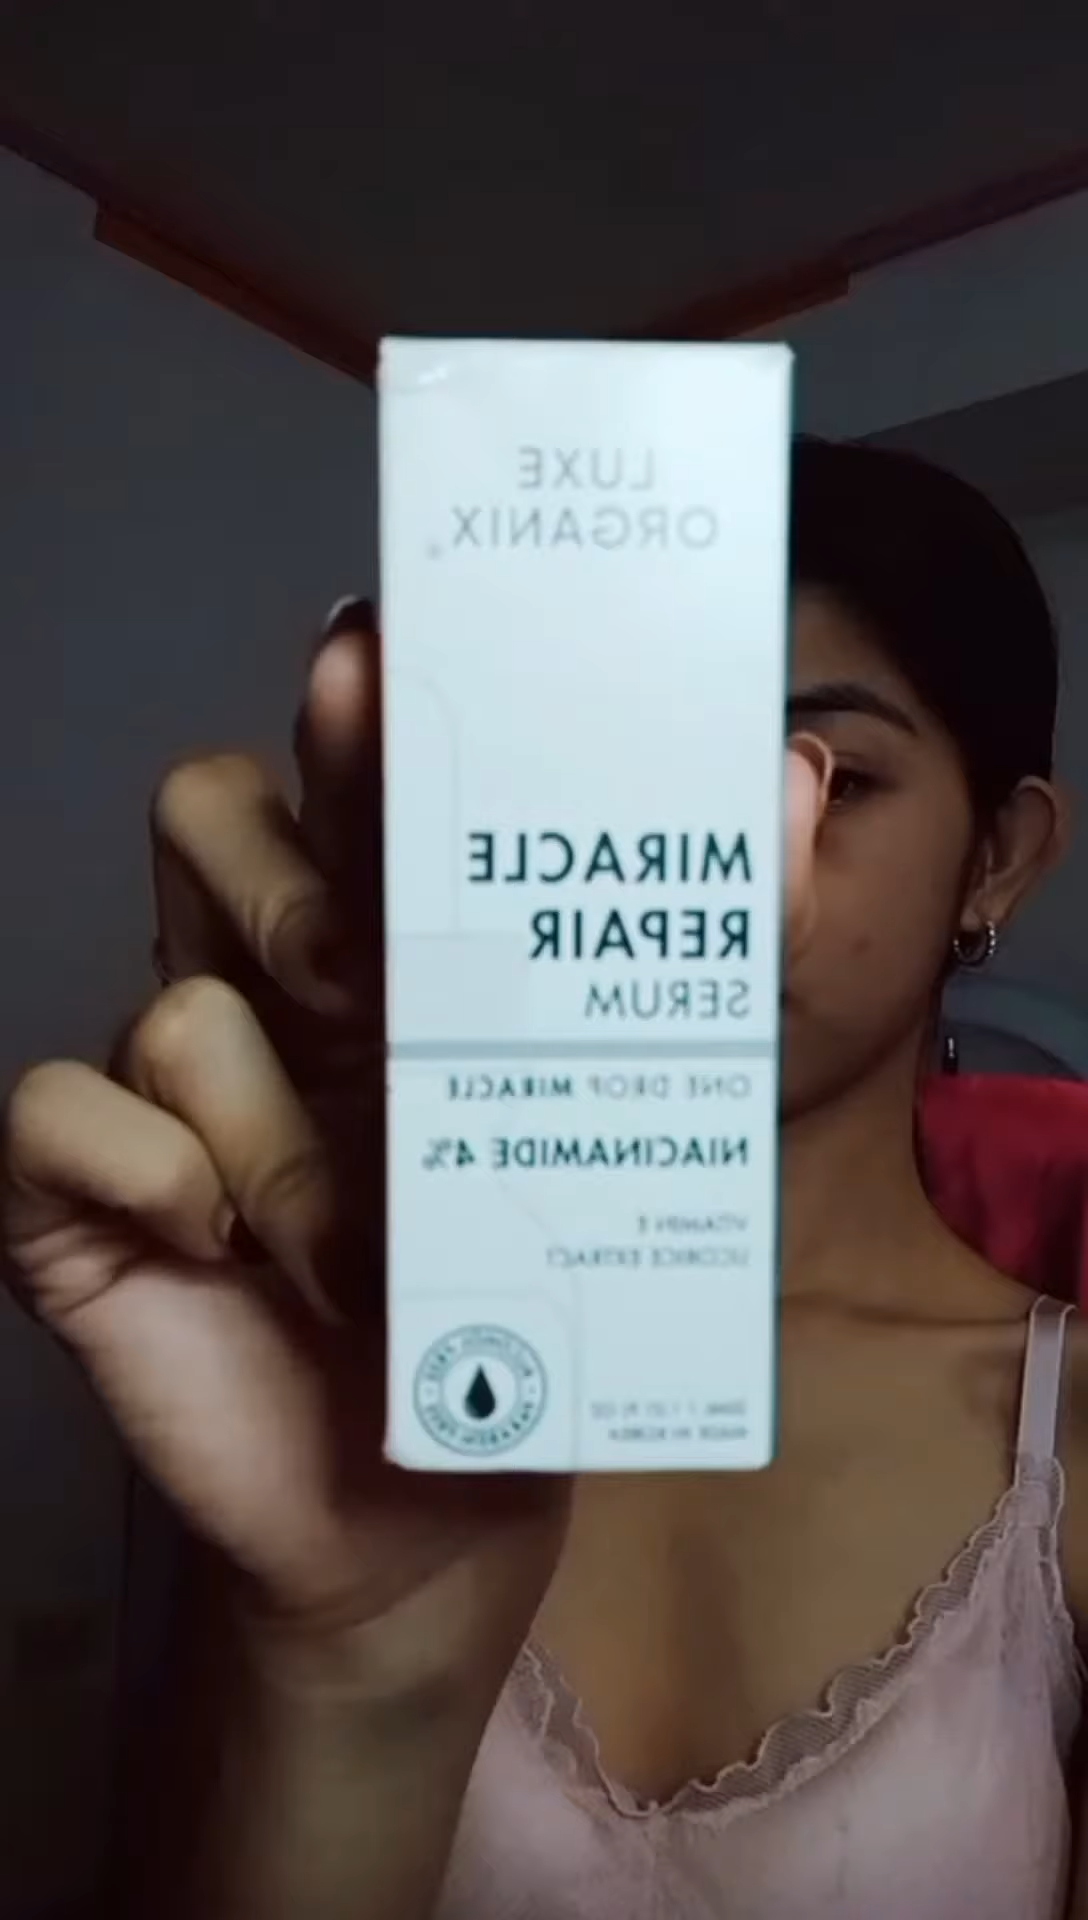 LUXE
ORGANIX
MIRACLE
REPAIR
SERUM
ONE DROP MIRACLE
NIACINAMIDE 4%
VITAMIN E
LICORICE EXTRACT
MADE IN KOREA